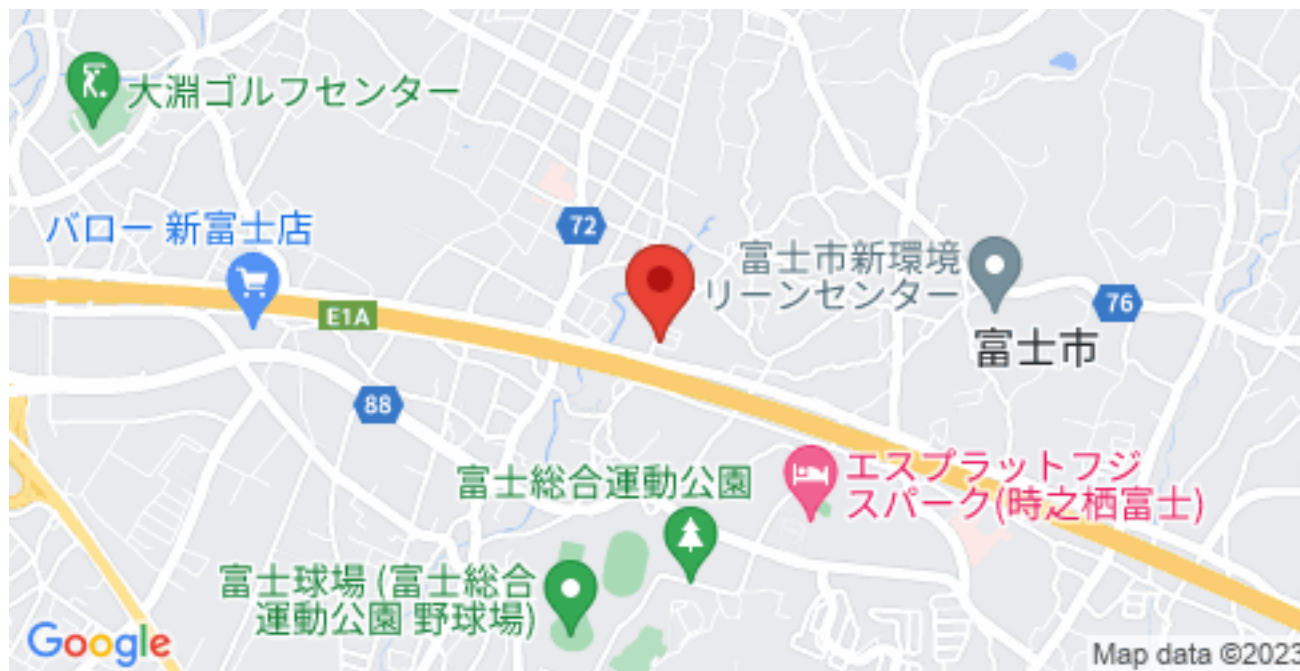 大淵ゴルフセンター
バロー 新富士店
72
富士市新環境
リーンセンター
76
富士市
E1A
88
エスプラットフジ
スパーク(時之栖富士)
富士総合運動公園
富士球場 (富士総合
運動公園 野球場)
Google
Map data ©2023